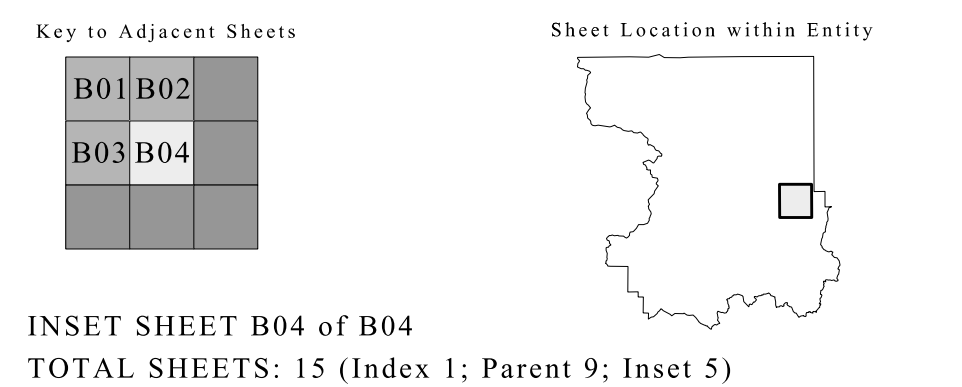 Key to Adjacent Sheets
Sheet Location within Entity
B01 B02
B03 B04
INSET SHEET B04 of B04
TOTAL SHEETS: 15 (Index 1; Parent 9; Inset 5)